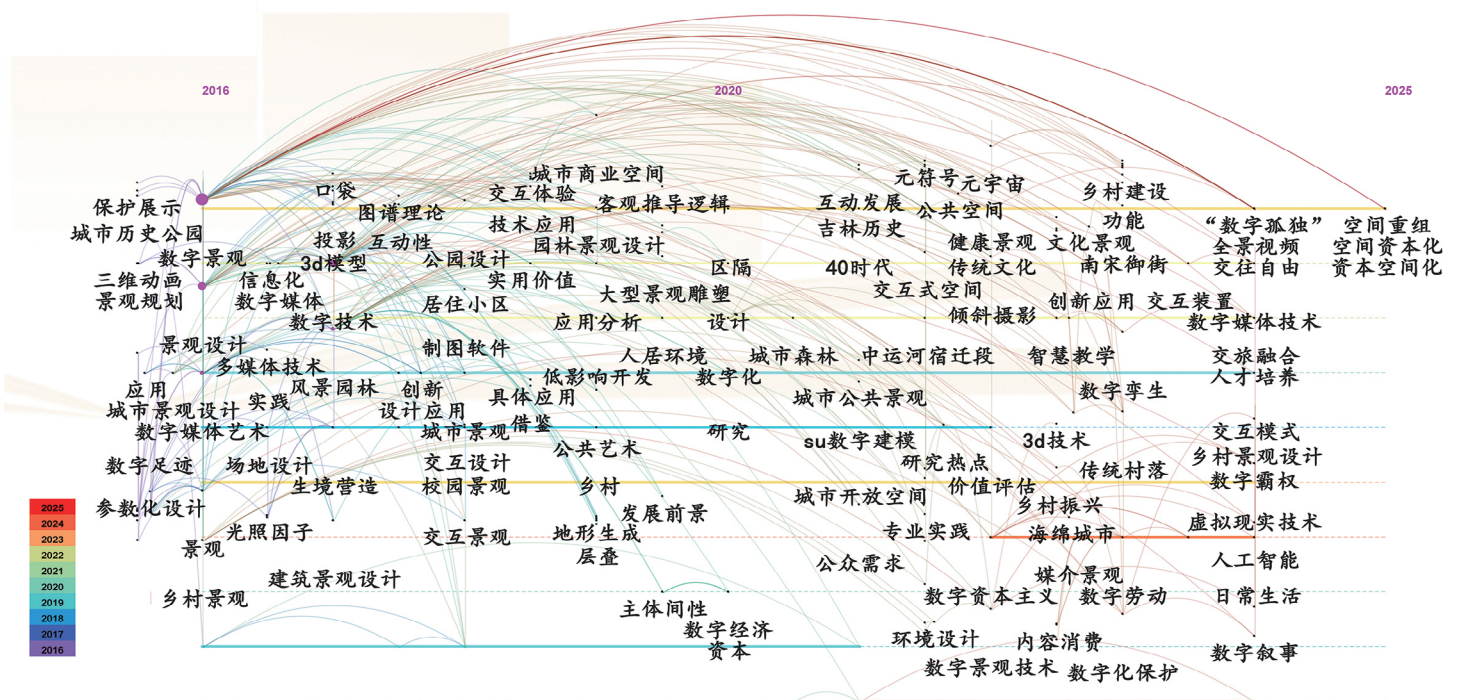 2016 2020 2025
城市商业空间
口袋 交互体验 元符号 元宇宙 乡村建设
保护展示 图谱理论 客观推导逻辑 互动发展 公共空间
技术应用 吉林历史 功能 “数字孤独” 空间重组
城市历史公园 投影 互动性 园林景观设计 健康景观 文化景观 全景视频 空间资本化
数字景观 3d模型 公园设计 区隔 40时代 传统文化 南宋御街 交往自由 资本空间化
三维动画 信息化 实用价值
景观规划 数字媒体 居住小区 大型景观雕塑 交互式空间 创新应用 交互装置
数字技术 应用分析 设计 倾斜摄影 数字媒体技术
景观设计 制图软件 人居环境 城市森林 中运河宿迁段 智慧教学 交旅融合
多媒体技术 低影响开发 数字化 人才培养
应用 风景园林 创新 具体应用 城市公共景观 数字孪生
城市景观设计 实践 设计应用
数字媒体艺术 城市景观 借鉴 研究 su数字建模 3d技术 交互模式
公共艺术
数字足迹 场地设计 交互设计 研究热点 传统村落 乡村景观设计
生境营造 校园景观 乡村 城市开放空间 价值评估 数字霸权
参数化设计 发展前景 乡村振兴
景观 光照因子 交互景观 地形生成 专业实践 海绵城市 虚拟现实技术
层叠 公众需求 人工智能
建筑景观设计 媒介景观
乡村景观 主体间性 数字资本主义 数字劳动 日常生活
数字经济
资本 环境设计 内容消费 数字叙事
数字景观技术 数字化保护
2025
2024
2023
2022
2021
2020
2019
2018
2017
2016